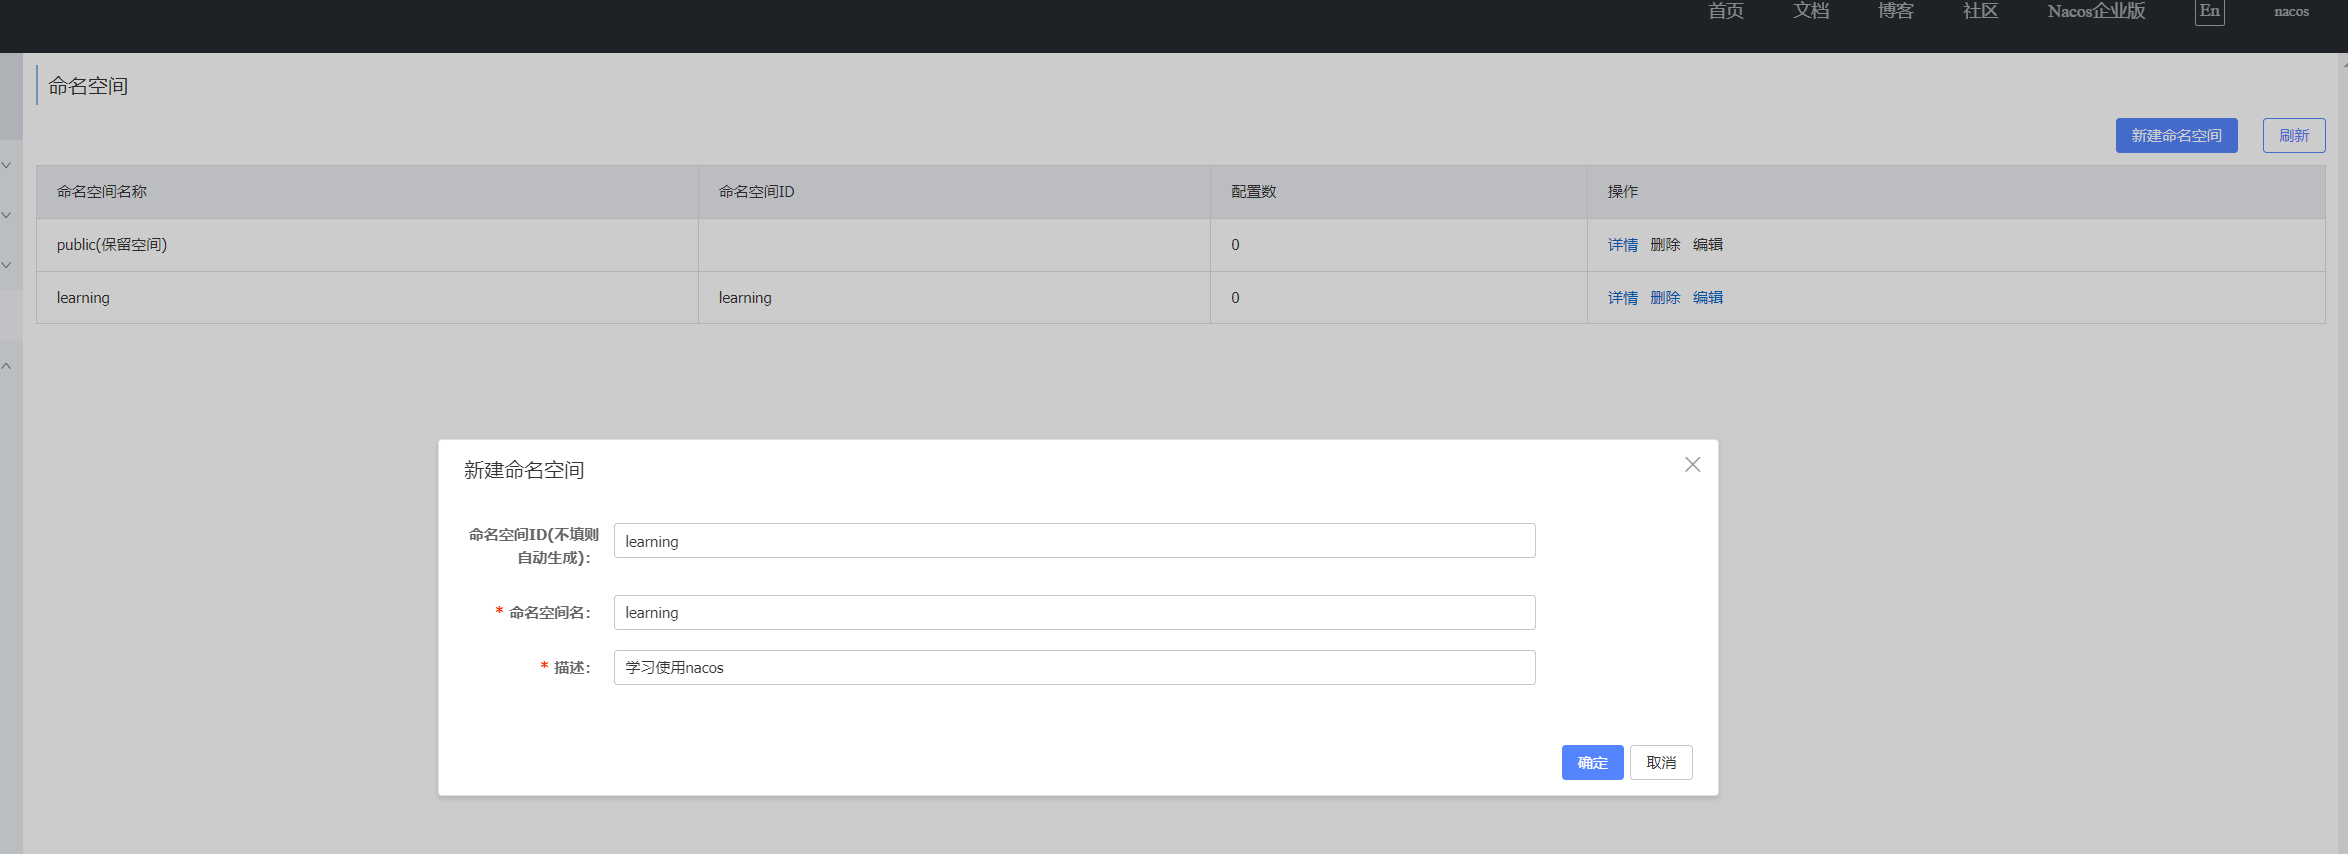 首页 文档 博客 社区 Nacos企业版 En nacos
命名空间
新建命名空间 刷新
命名空间名称 命名空间ID 配置数 操作
public(保留空间) 0 详情 删除 编辑
learning learning 0 详情 删除 编辑
新建命名空间
命名空间ID(不填则
自动生成)： learning
* 命名空间名： learning
* 描述： 学习使用nacos
确定 取消